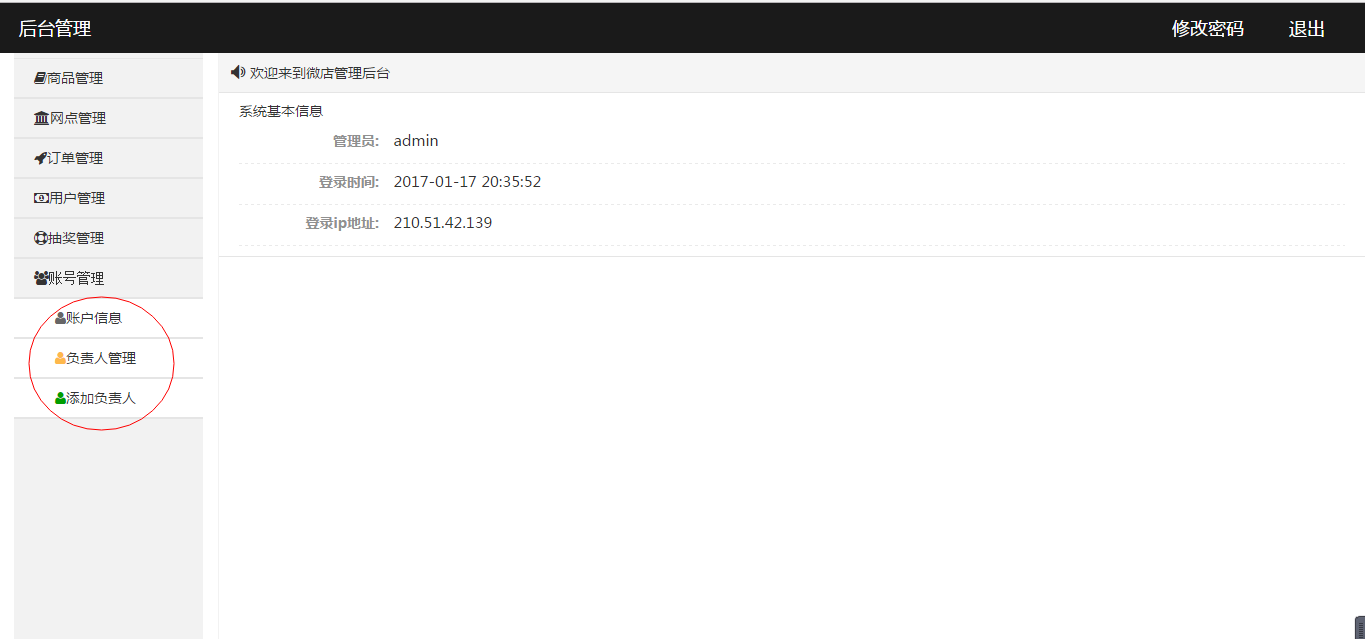 后台管理
修改密码
退出
商品管理
网点管理
订单管理
用户管理
抽奖管理
账号管理
账户信息
负责人管理
添加负责人
欢迎来到微店管理后台
系统基本信息
管理员: admin
登录时间: 2017-01-17 20:35:52
登录ip地址: 210.51.42.139